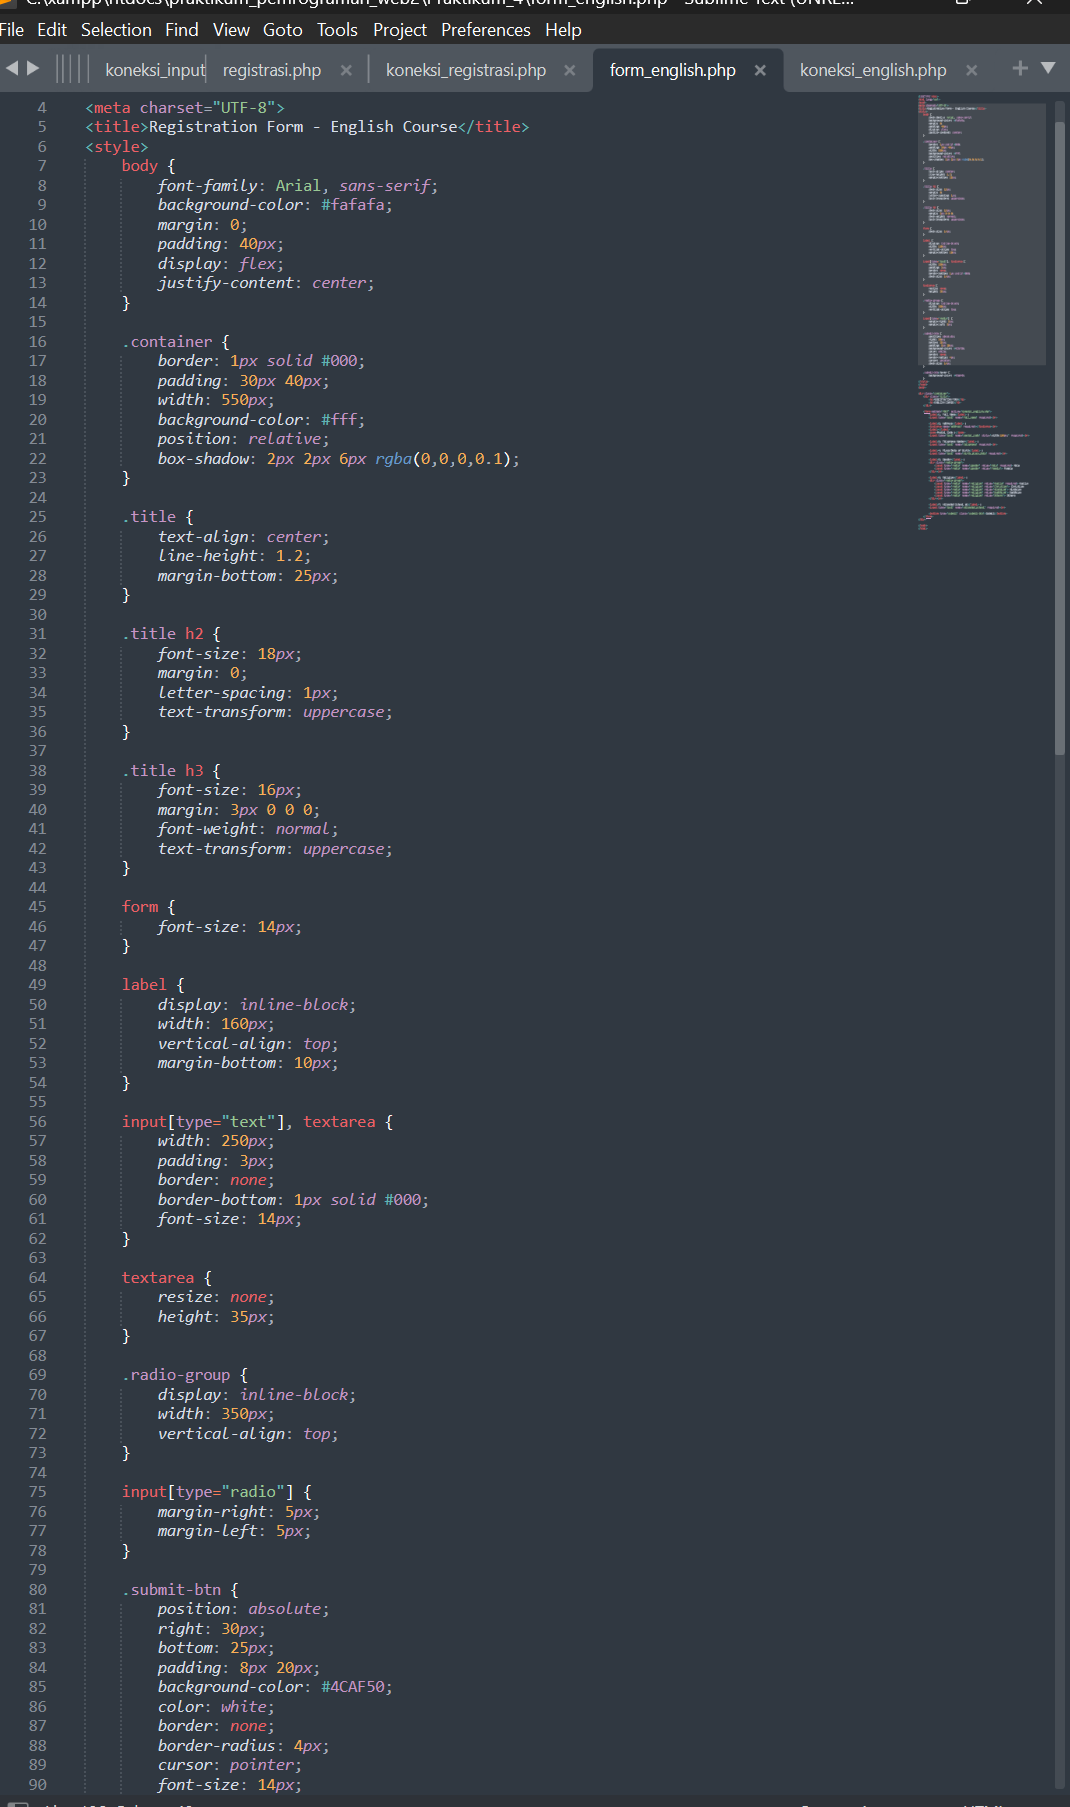 C:\xampp\htdocs\praktikum_pemrograman_web2\Praktikum_4\form_english.php - Sublime Text (UNRE...
File Edit Selection Find View Goto Tools Project Preferences Help
koneksi_input registrasi.php koneksi_registrasi.php form_english.php koneksi_english.php
4 <meta charset="UTF-8">
5 <title>Registration Form - English Course</title>
6 <style>
7 body {
8 font-family: Arial, sans-serif;
9 background-color: #fafafa;
10 margin: 0;
11 padding: 40px;
12 display: flex;
13 justify-content: center;
14 }
15
16 .container {
17 border: 1px solid #000;
18 padding: 30px 40px;
19 width: 550px;
20 background-color: #fff;
21 position: relative;
22 box-shadow: 2px 2px 6px rgba(0,0,0,0.1);
23 }
24
25 .title {
26 text-align: center;
27 line-height: 1.2;
28 margin-bottom: 25px;
29 }
30
31 .title h2 {
32 font-size: 18px;
33 margin: 0;
34 letter-spacing: 1px;
35 text-transform: uppercase;
36 }
37
38 .title h3 {
39 font-size: 16px;
40 margin: 3px 0 0 0;
41 font-weight: normal;
42 text-transform: uppercase;
43 }
44
45 form {
46 font-size: 14px;
47 }
48
49 label {
50 display: inline-block;
51 width: 160px;
52 vertical-align: top;
53 margin-bottom: 10px;
54 }
55
56 input[type="text"], textarea {
57 width: 250px;
58 padding: 3px;
59 border: none;
60 border-bottom: 1px solid #000;
61 font-size: 14px;
62 }
63
64 textarea {
65 resize: none;
66 height: 35px;
67 }
68
69 .radio-group {
70 display: inline-block;
71 width: 350px;
72 vertical-align: top;
73 }
74
75 input[type="radio"] {
76 margin-right: 5px;
77 margin-left: 5px;
78 }
79
80 .submit-btn {
81 position: absolute;
82 right: 30px;
83 bottom: 25px;
84 padding: 8px 20px;
85 background-color: #4CAF50;
86 color: white;
87 border: none;
88 border-radius: 4px;
89 cursor: pointer;
90 font-size: 14px;